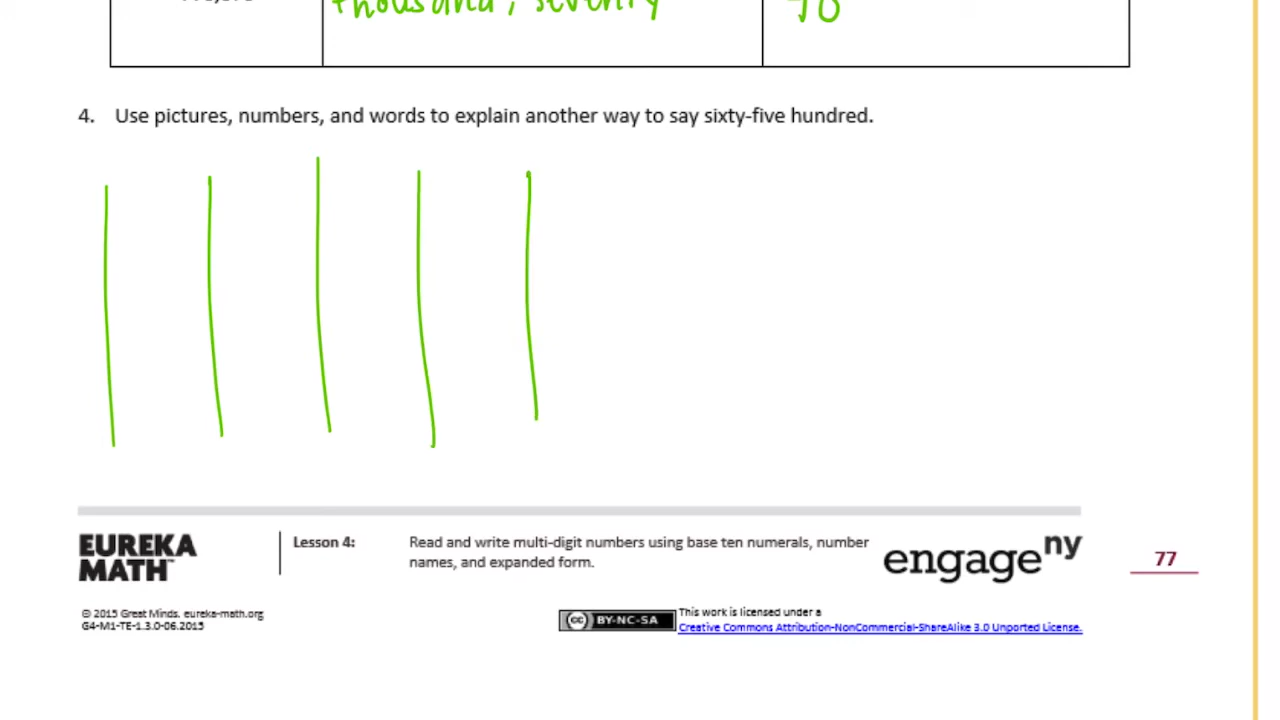 thousand, seventy
70
4. Use pictures, numbers, and words to explain another way to say sixty-five hundred.
EUREKA
MATH™
Lesson 4:
Read and write multi-digit numbers using base ten numerals, number
names, and expanded form.
engageny
77
© 2015 Great Minds. eureka-math.org
G4-M1-TE-1.3.0-06.2015
cc BY-NC-SA
This work is licensed under a
Creative Commons Attribution-NonCommercial-ShareAlike 3.0 Unported License.